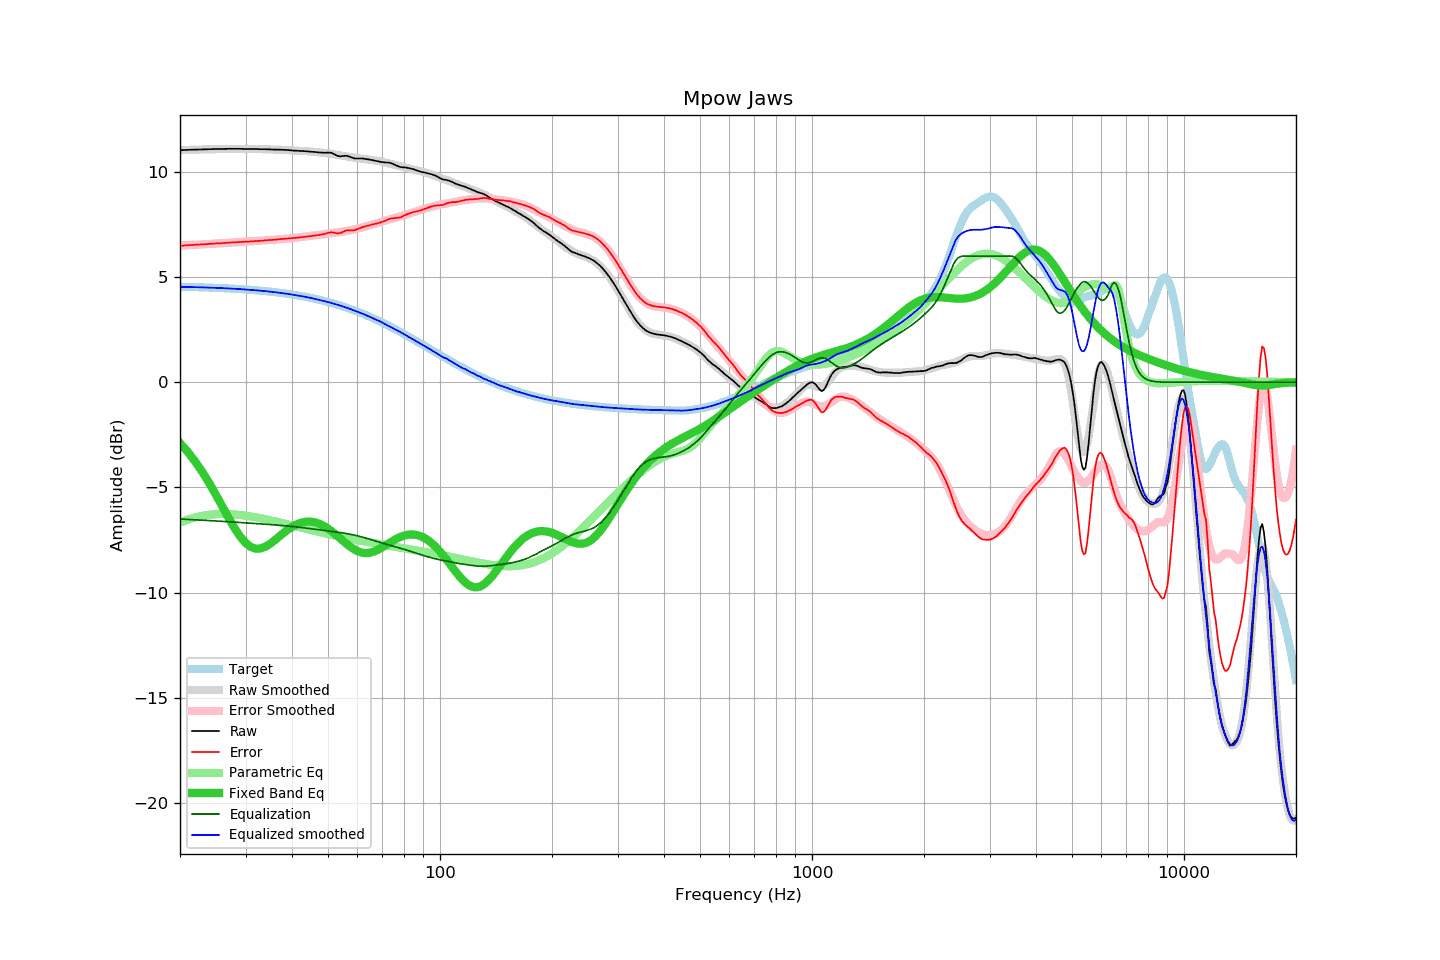 Mpow Jaws
Amplitude (dBr)
10
5
0
−5
−10
−15
−20
Target
Raw Smoothed
Error Smoothed
Raw
Error
Parametric Eq
Fixed Band Eq
Equalization
Equalized smoothed
100 1000 10000
Frequency (Hz)